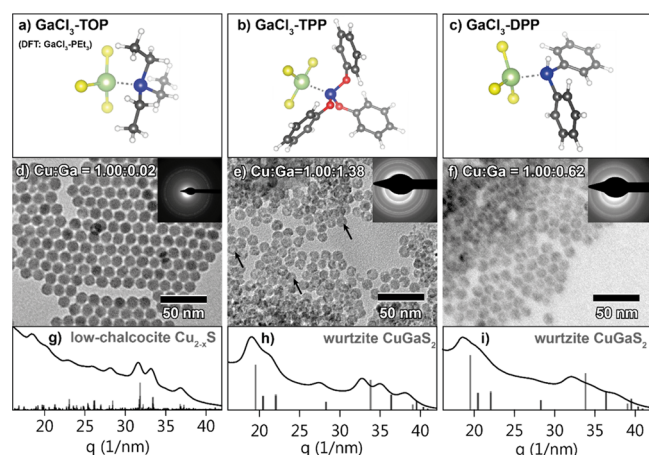 a) GaCl3-TOP
(DFT: GaCl3-PEt3)
b) GaCl3-TPP
c) GaCl3-DPP
d) Cu:Ga = 1.00:0.02
50 nm
e) Cu:Ga=1.00:1.38
50 nm
f) Cu:Ga = 1.00:0.62
50 nm
g) low-chalcocite Cu2-xS
h) wurtzite CuGaS2
i) wurtzite CuGaS2
20 25 30 35 40
20 25 30 35 40
20 25 30 35 40
q (1/nm)
q (1/nm)
q (1/nm)